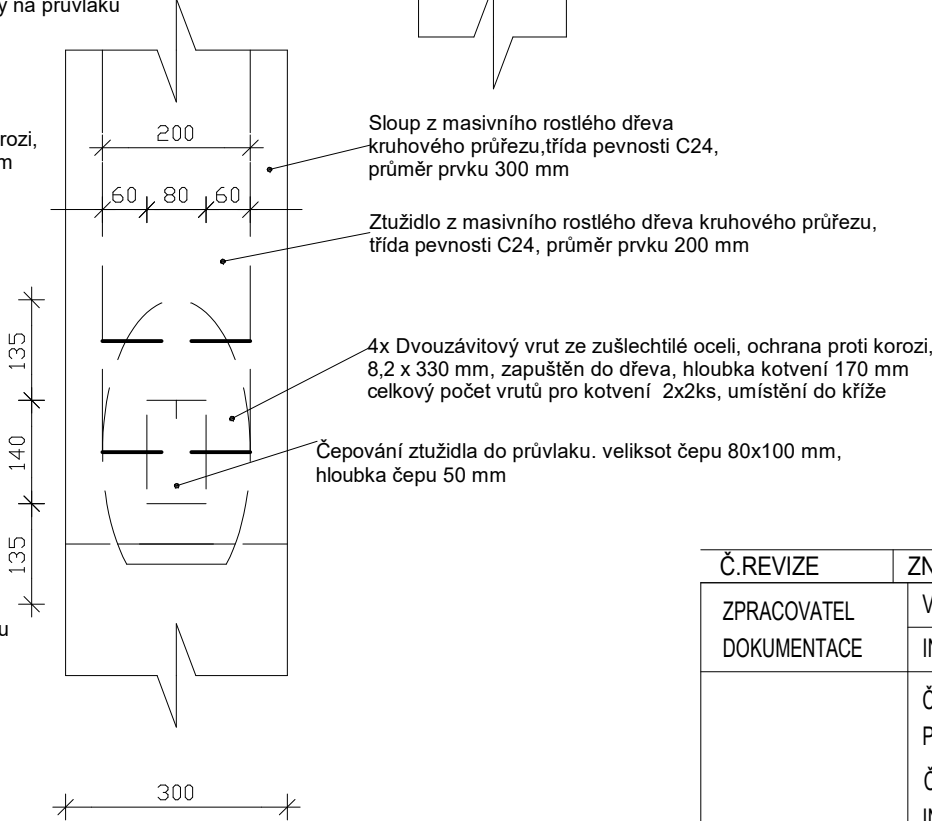 y na průvlaku
rozi,
m
200
60 80 60
Sloup z masivního rostlého dřeva
kruhového průřezu,třída pevnosti C24,
průměr prvku 300 mm
Ztužidlo z masivního rostlého dřeva kruhového průřezu,
třída pevnosti C24, průměr prvku 200 mm
135
140
135
4x Dvouzávitový vrut ze zušlechtilé oceli, ochrana proti korozi,
8,2 x 330 mm, zapuštěn do dřeva, hloubka kotvení 170 mm
celkový počet vrutů pro kotvení 2x2ks, umístění do kříže
Čepování ztužidla do průvlaku. veliksot čepu 80x100 mm,
hloubka čepu 50 mm
u
300
Č.REVIZE ZN
ZPRACOVATEL V
DOKUMENTACE IN
Č
P
Č
IN